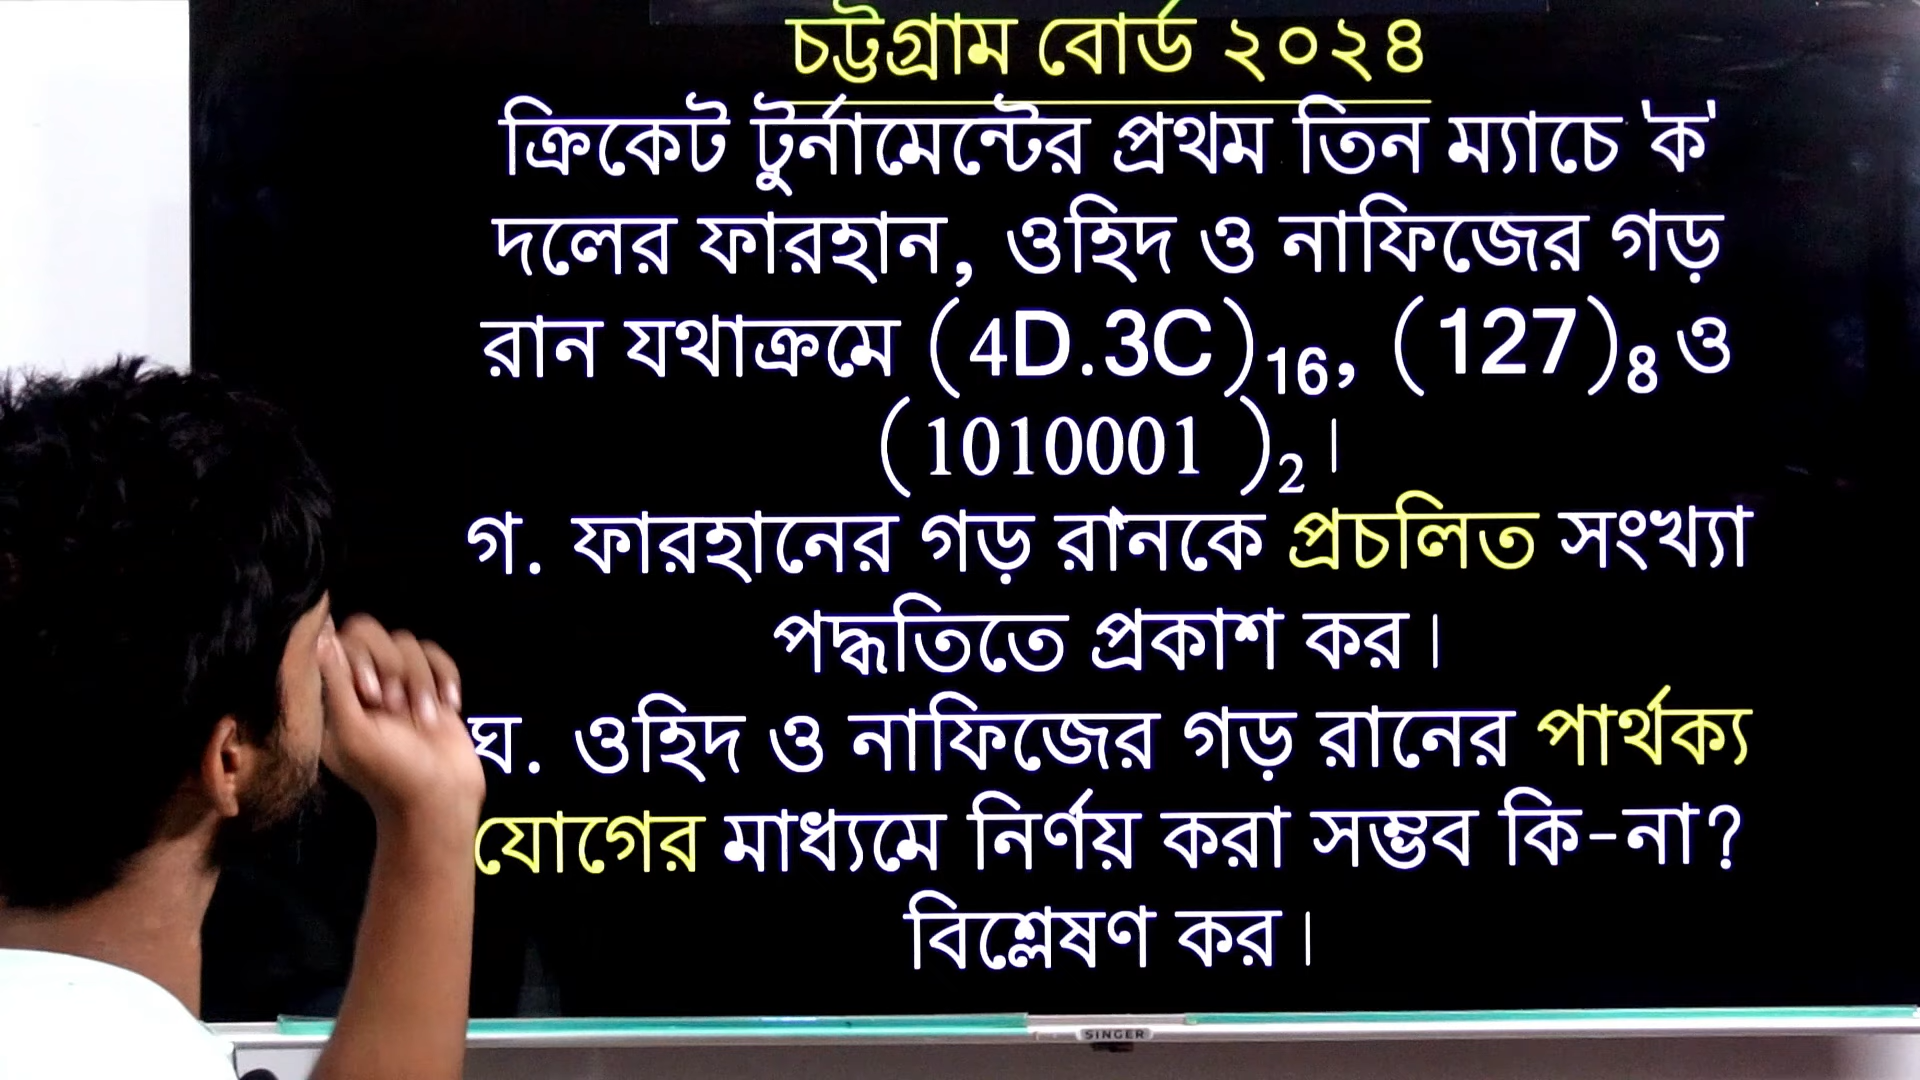 চট্টগ্রাম বোর্ড ২০২৪
ক্রিকেট টুর্নামেন্টের প্রথম তিন ম্যাচে 'ক'
দলের ফারহান, ওহিদ ও নাফিজের গড়
রান যথাক্রমে (4D.3C)₁₆, (127)₈ ও
(1010001 )₂।
গ. ফারহানের গড় রানকে প্রচলিত সংখ্যা
পদ্ধতিতে প্রকাশ কর।
ঘ. ওহিদ ও নাফিজের গড় রানের পার্থক্য
যোগের মাধ্যমে নির্ণয় করা সম্ভব কি-না?
বিশ্লেষণ কর।
SINGER